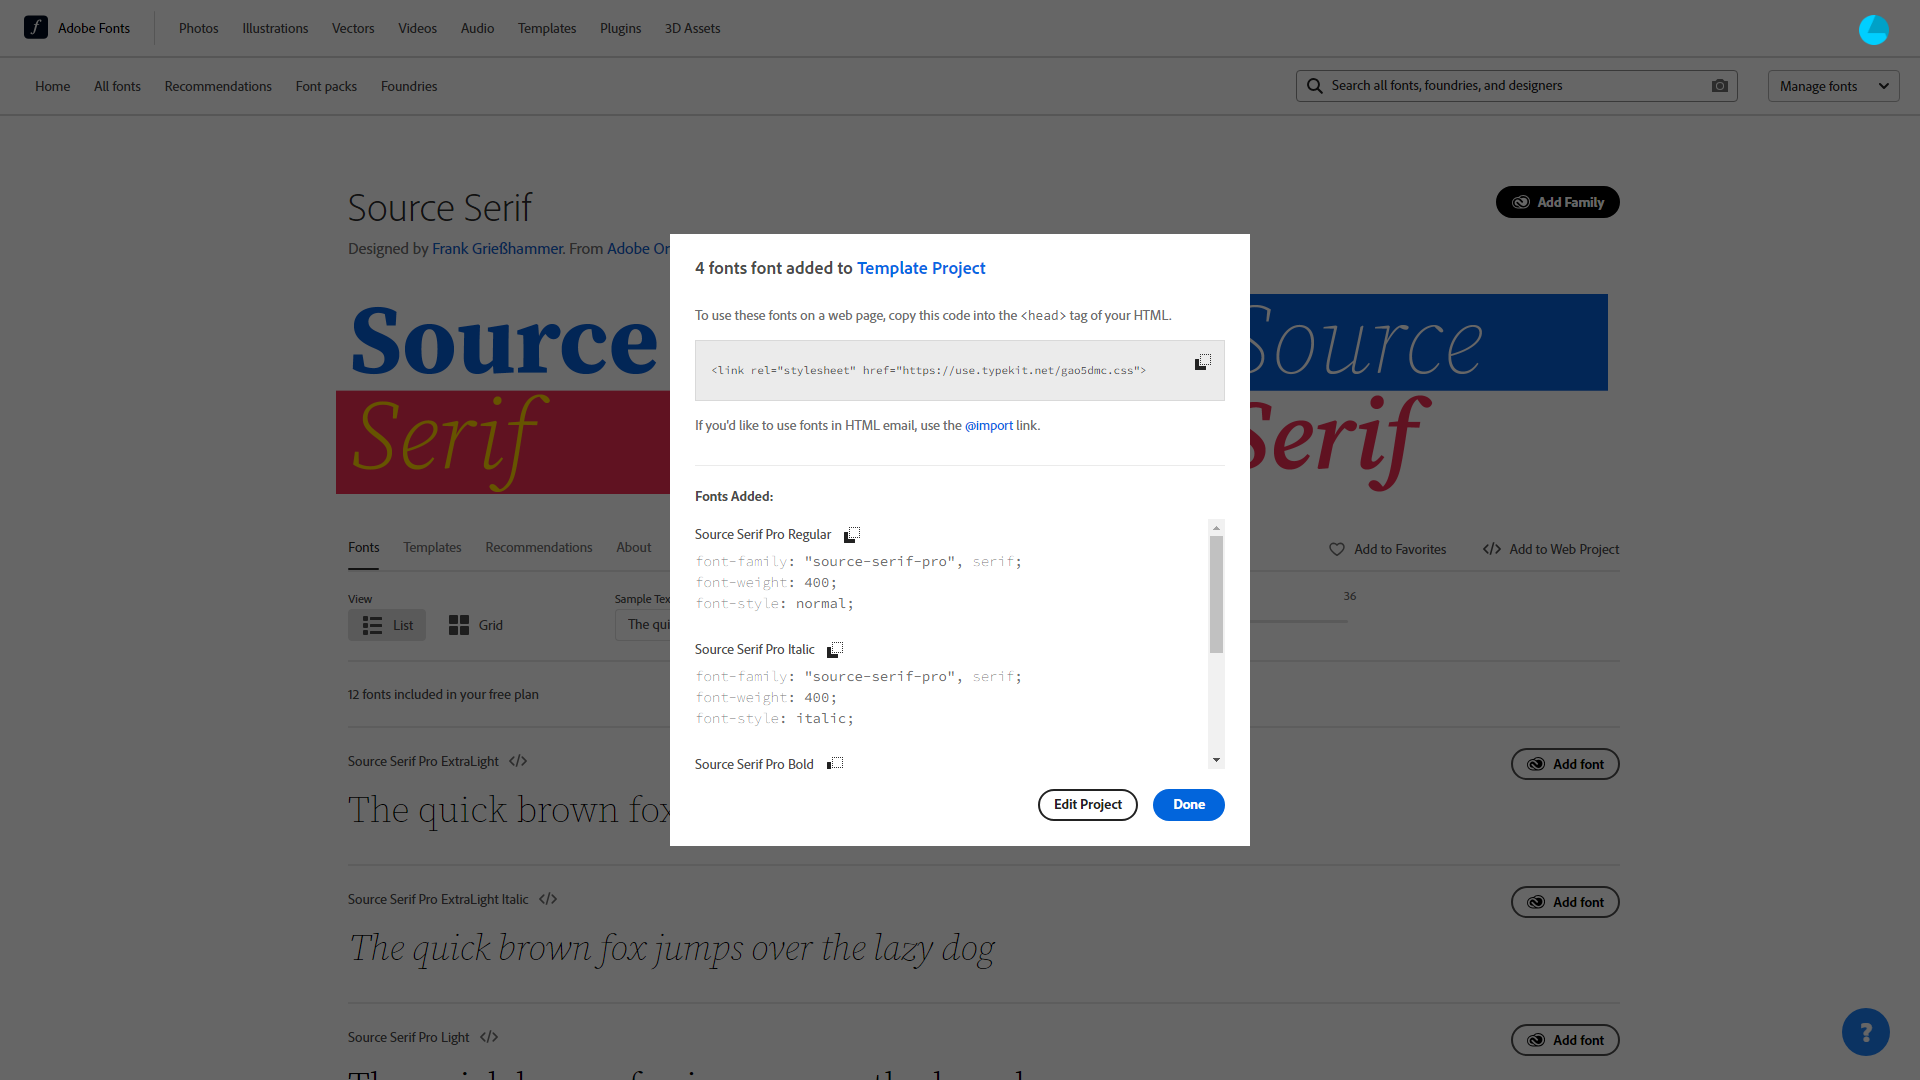 Adobe Fonts
Photos
Illustrations
Vectors
Videos
Audio
Templates
Plugins
3D Assets
Home
All fonts
Recommendations
Font packs
Foundries
Search all fonts, foundries, and designers
Manage fonts
Source Serif
Add Family
Designed by Frank Grießhammer. From Adobe
Source
Serif
Source
Serif
4 fonts font added to Template Project
To use these fonts on a web page, copy this code into the <head> tag of your HTML.
<link rel="stylesheet" href="https://use.typekit.net/gao5dmc.css">
If you'd like to use fonts in HTML email, use the @import link.
Fonts Added:
Source Serif Pro Regular
font-family: "source-serif-pro", serif;
font-weight: 400;
font-style: normal;
Source Serif Pro Italic
font-family: "source-serif-pro", serif;
font-weight: 400;
font-style: italic;
Source Serif Pro Bold
Edit Project
Done
Fonts
Templates
Recommendations
About
Add to Favorites
</> Add to Web Project
View
List
Grid
Sample
The
36
12 fonts included in your free plan
Source Serif Pro ExtraLight </>
Add font
The quick brown fox
Source Serif Pro ExtraLight Italic </>
Add font
The quick brown fox jumps over the lazy dog
Source Serif Pro Light </>
Add font
?